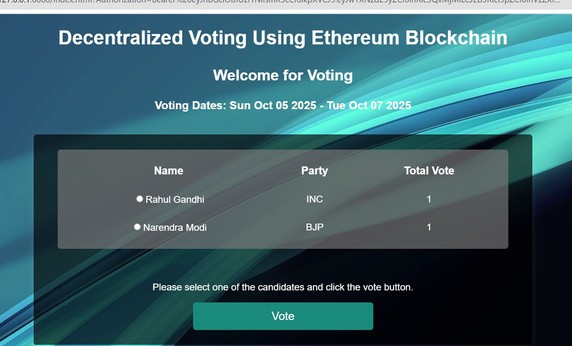 Decentralized Voting Using Ethereum Blockchain
Welcome for Voting
Voting Dates: Sun Oct 05 2025 - Tue Oct 07 2025
Name Party Total Vote
Rahul Gandhi INC 1
Narendra Modi BJP 1
Please select one of the candidates and click the vote button.
Vote